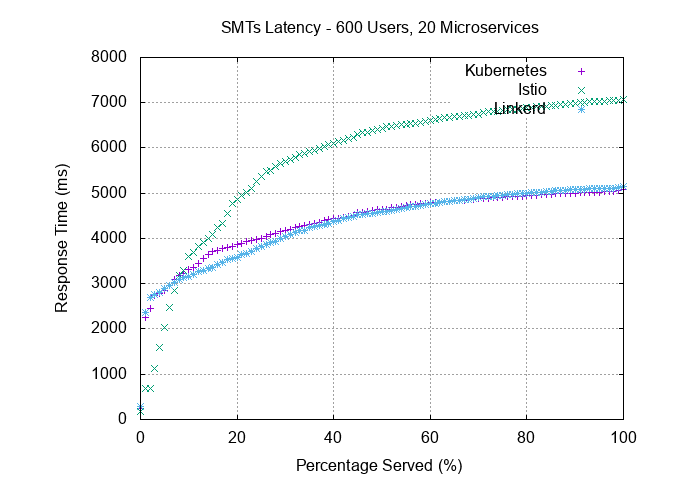 SMTs Latency - 600 Users, 20 Microservices
8000
7000
6000
5000
4000
3000
2000
1000
0
Response Time (ms)
Kubernetes
Istio
Linkerd
0 20 40 60 80 100
Percentage Served (%)